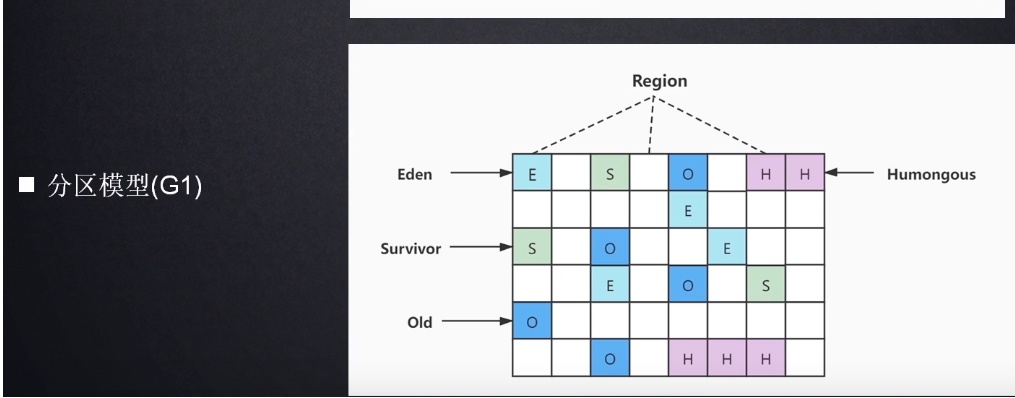 分区模型(G1)
Region
Eden E S O H H Humongous
E
Survivor S O E
E O S
Old O
O H H H